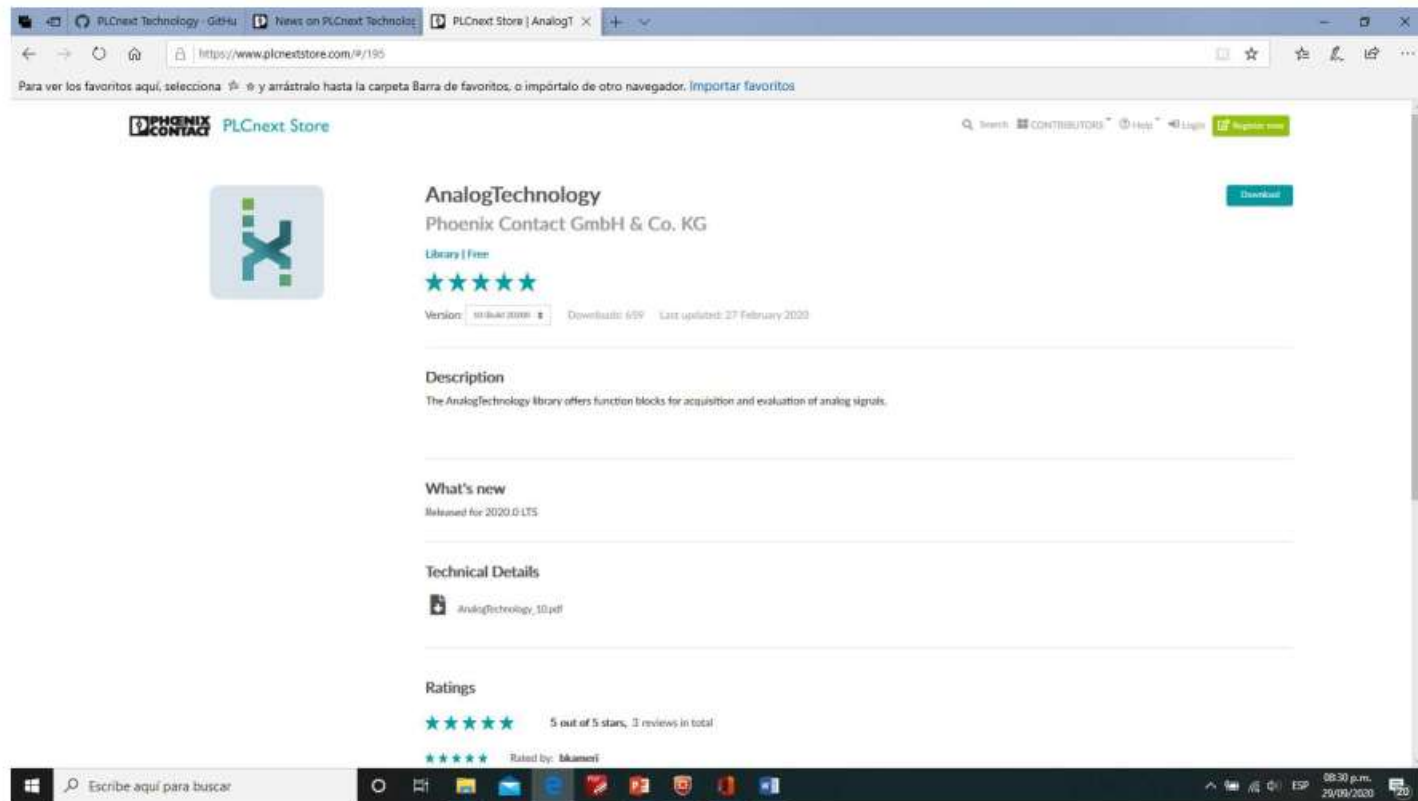 PLCnext Technology · GitHu
News on PLCnext Technolog
PLCnext Store | AnalogT
https://www.plcnextstore.com/#/195
Para ver los favoritos aquí, selecciona y arrástralo hasta la carpeta Barra de favoritos, o impórtalo de otro navegador. Importar favoritos
PHŒNIX CONTACT PLCnext Store
Search CONTRIBUTORS Help Login Register now
AnalogTechnology
Download
Phoenix Contact GmbH & Co. KG
Library | Free
Version: Downloads: 659 Last updated: 27 February 2020
Description
The AnalogTechnology library offers function blocks for acquisition and evaluation of analog signals.
What's new
Released for 2020.0 LTS
Technical Details
AnalogTechnology_10.pdf
Ratings
5 out of 5 stars, 3 reviews in total
Rated by: bkameri
Escribe aquí para buscar
ESP
08:30 p.m.
29/09/2020
20